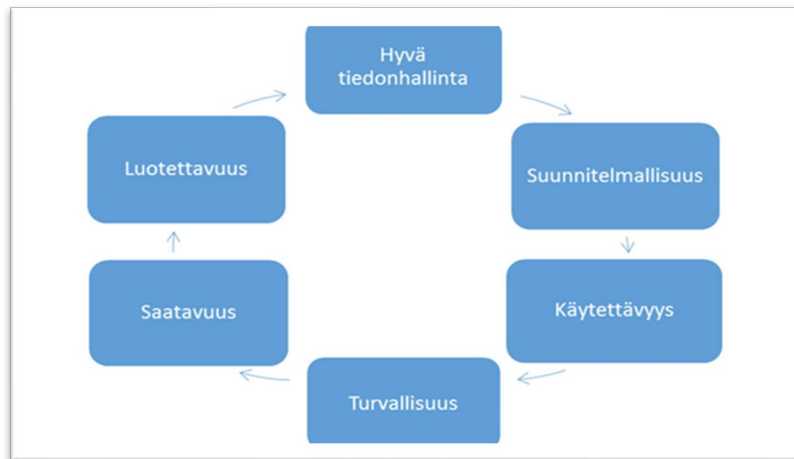 Hyvä
tiedonhallinta
Suunnitelmallisuus
Käytettävyys
Turvallisuus
Saatavuus
Luotettavuus